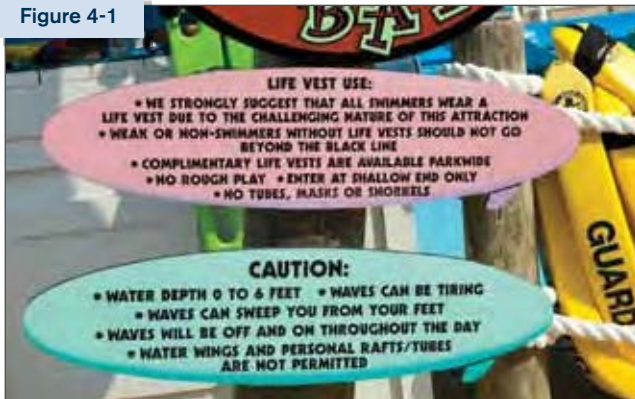 Figure 4-1
LIFE VEST USE:
• WE STRONGLY SUGGEST THAT ALL SWIMMERS WEAR A
LIFE VEST DUE TO THE CHALLENGING NATURE OF THIS ATTRACTION
• WEAK OR NON-SWIMMERS WITHOUT LIFE VESTS SHOULD NOT GO
BEYOND THE BLACK LINE
• COMPLIMENTARY LIFE VESTS ARE AVAILABLE PARKWIDE
• NO ROUGH PLAY • ENTER AT SHALLOW END ONLY
• NO TUBES, MASKS OR SNORKELS
GUARD
CAUTION:
• WATER DEPTH 0 TO 6 FEET • WAVES CAN BE TIRING
• WAVES CAN SWEEP YOU FROM YOUR FEET
• WAVES WILL BE OFF AND ON THROUGHOUT THE DAY
• WATER WINGS AND PERSONAL RAFTS/TUBES
ARE NOT PERMITTED